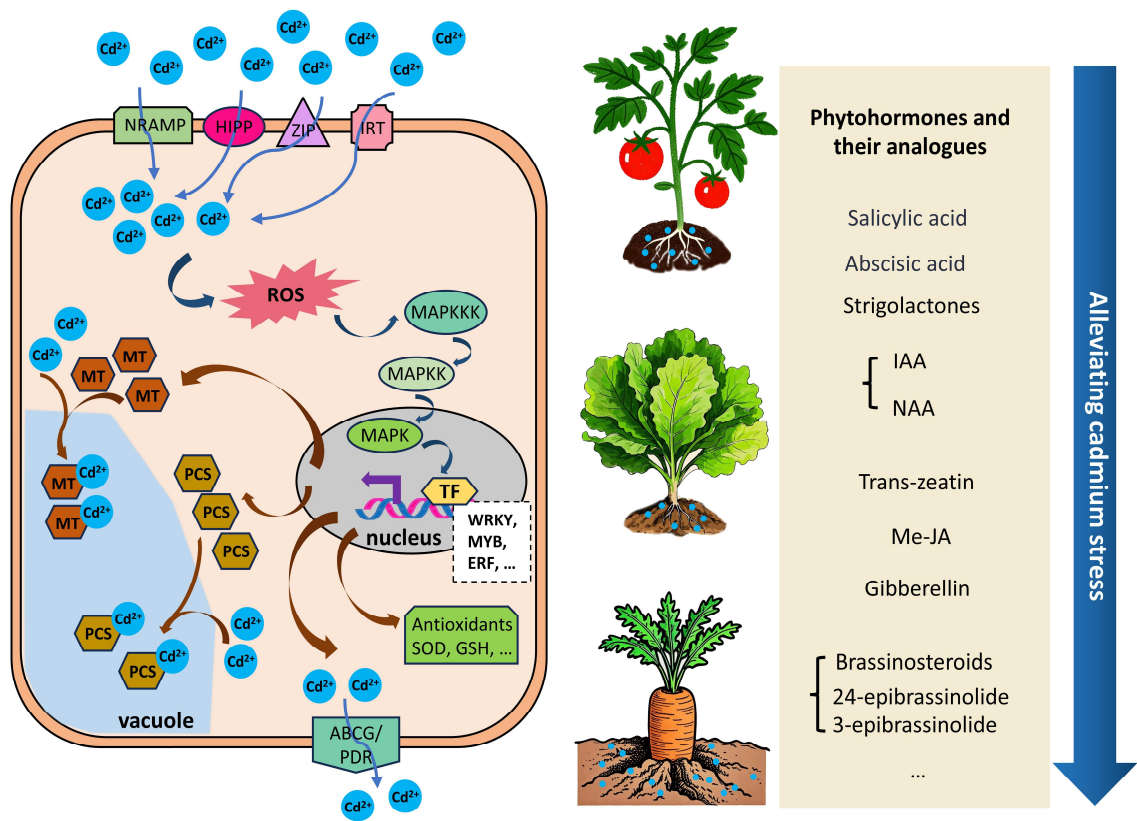 Cd²⁺
Cd²⁺
Cd²⁺
Cd²⁺
Cd²⁺
Cd²⁺
Cd²⁺
Cd²⁺
Cd²⁺
NRAMP
HIPP
ZIP
IRT
Cd²⁺
Cd²⁺
Cd²⁺
Cd²⁺
Cd²⁺
ROS
MAPKKK
MAPKK
MAPK
TF
WRKY,
MYB,
ERF, ...
nucleus
Cd²⁺
Cd²⁺
MT
MT
MT
MT
Cd²⁺
MT
Cd²⁺
PCS
PCS
PCS
PCS
Cd²⁺
PCS
Cd²⁺
Cd²⁺
Cd²⁺
vacuole
Antioxidants
SOD, GSH, ...
Cd²⁺
Cd²⁺
ABCG/
PDR
Cd²⁺
Cd²⁺
Phytohormones and
their analogues
Salicylic acid
Abscisic acid
Strigolactones
IAA
NAA
Trans-zeatin
Me-JA
Gibberellin
Brassinosteroids
24-epibrassinolide
3-epibrassinolide
...
Alleviating cadmium stress